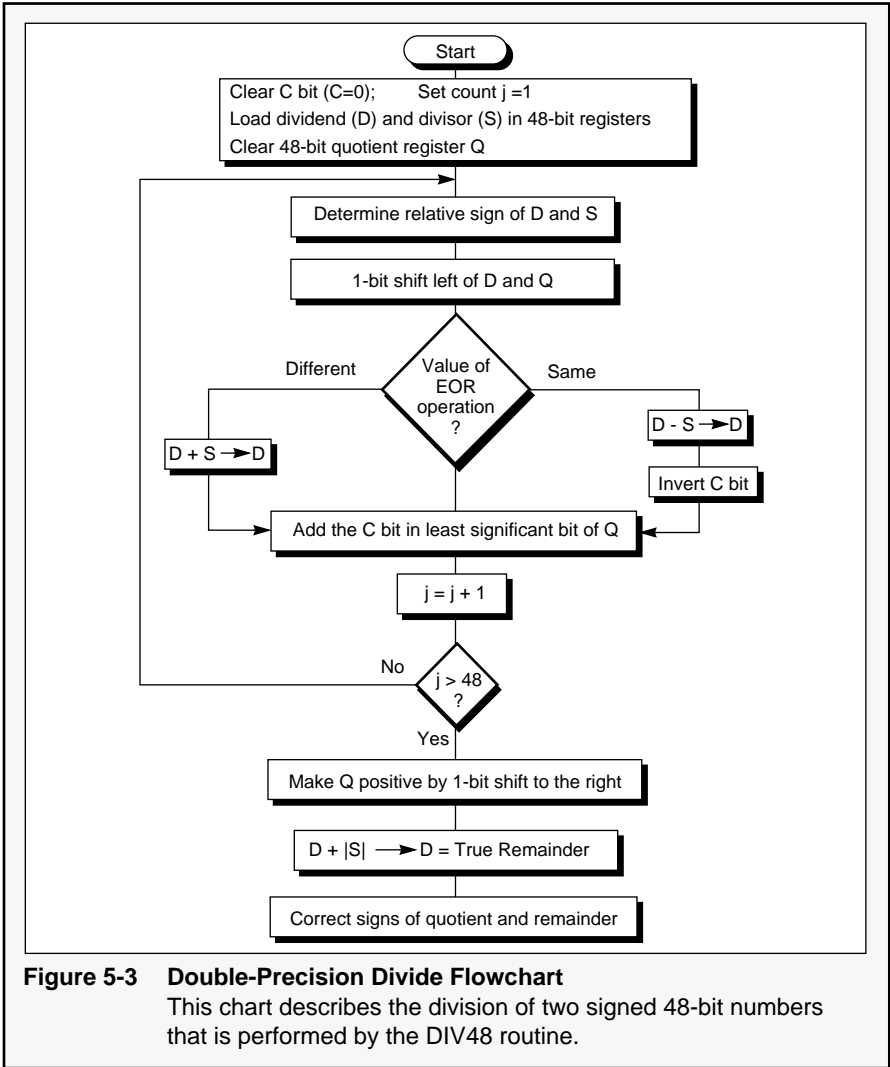 Start
Clear C bit (C=0); Set count j =1
Load dividend (D) and divisor (S) in 48-bit registers
Clear 48-bit quotient register Q
Determine relative sign of D and S
1-bit shift left of D and Q
Different
Value of
EOR
operation
?
Same
D + S → D
D - S → D
Invert C bit
Add the C bit in least significant bit of Q
j = j + 1
No
j > 48
?
Yes
Make Q positive by 1-bit shift to the right
D + |S| → D = True Remainder
Correct signs of quotient and remainder
Figure 5-3 Double-Precision Divide Flowchart
This chart describes the division of two signed 48-bit numbers
that is performed by the DIV48 routine.